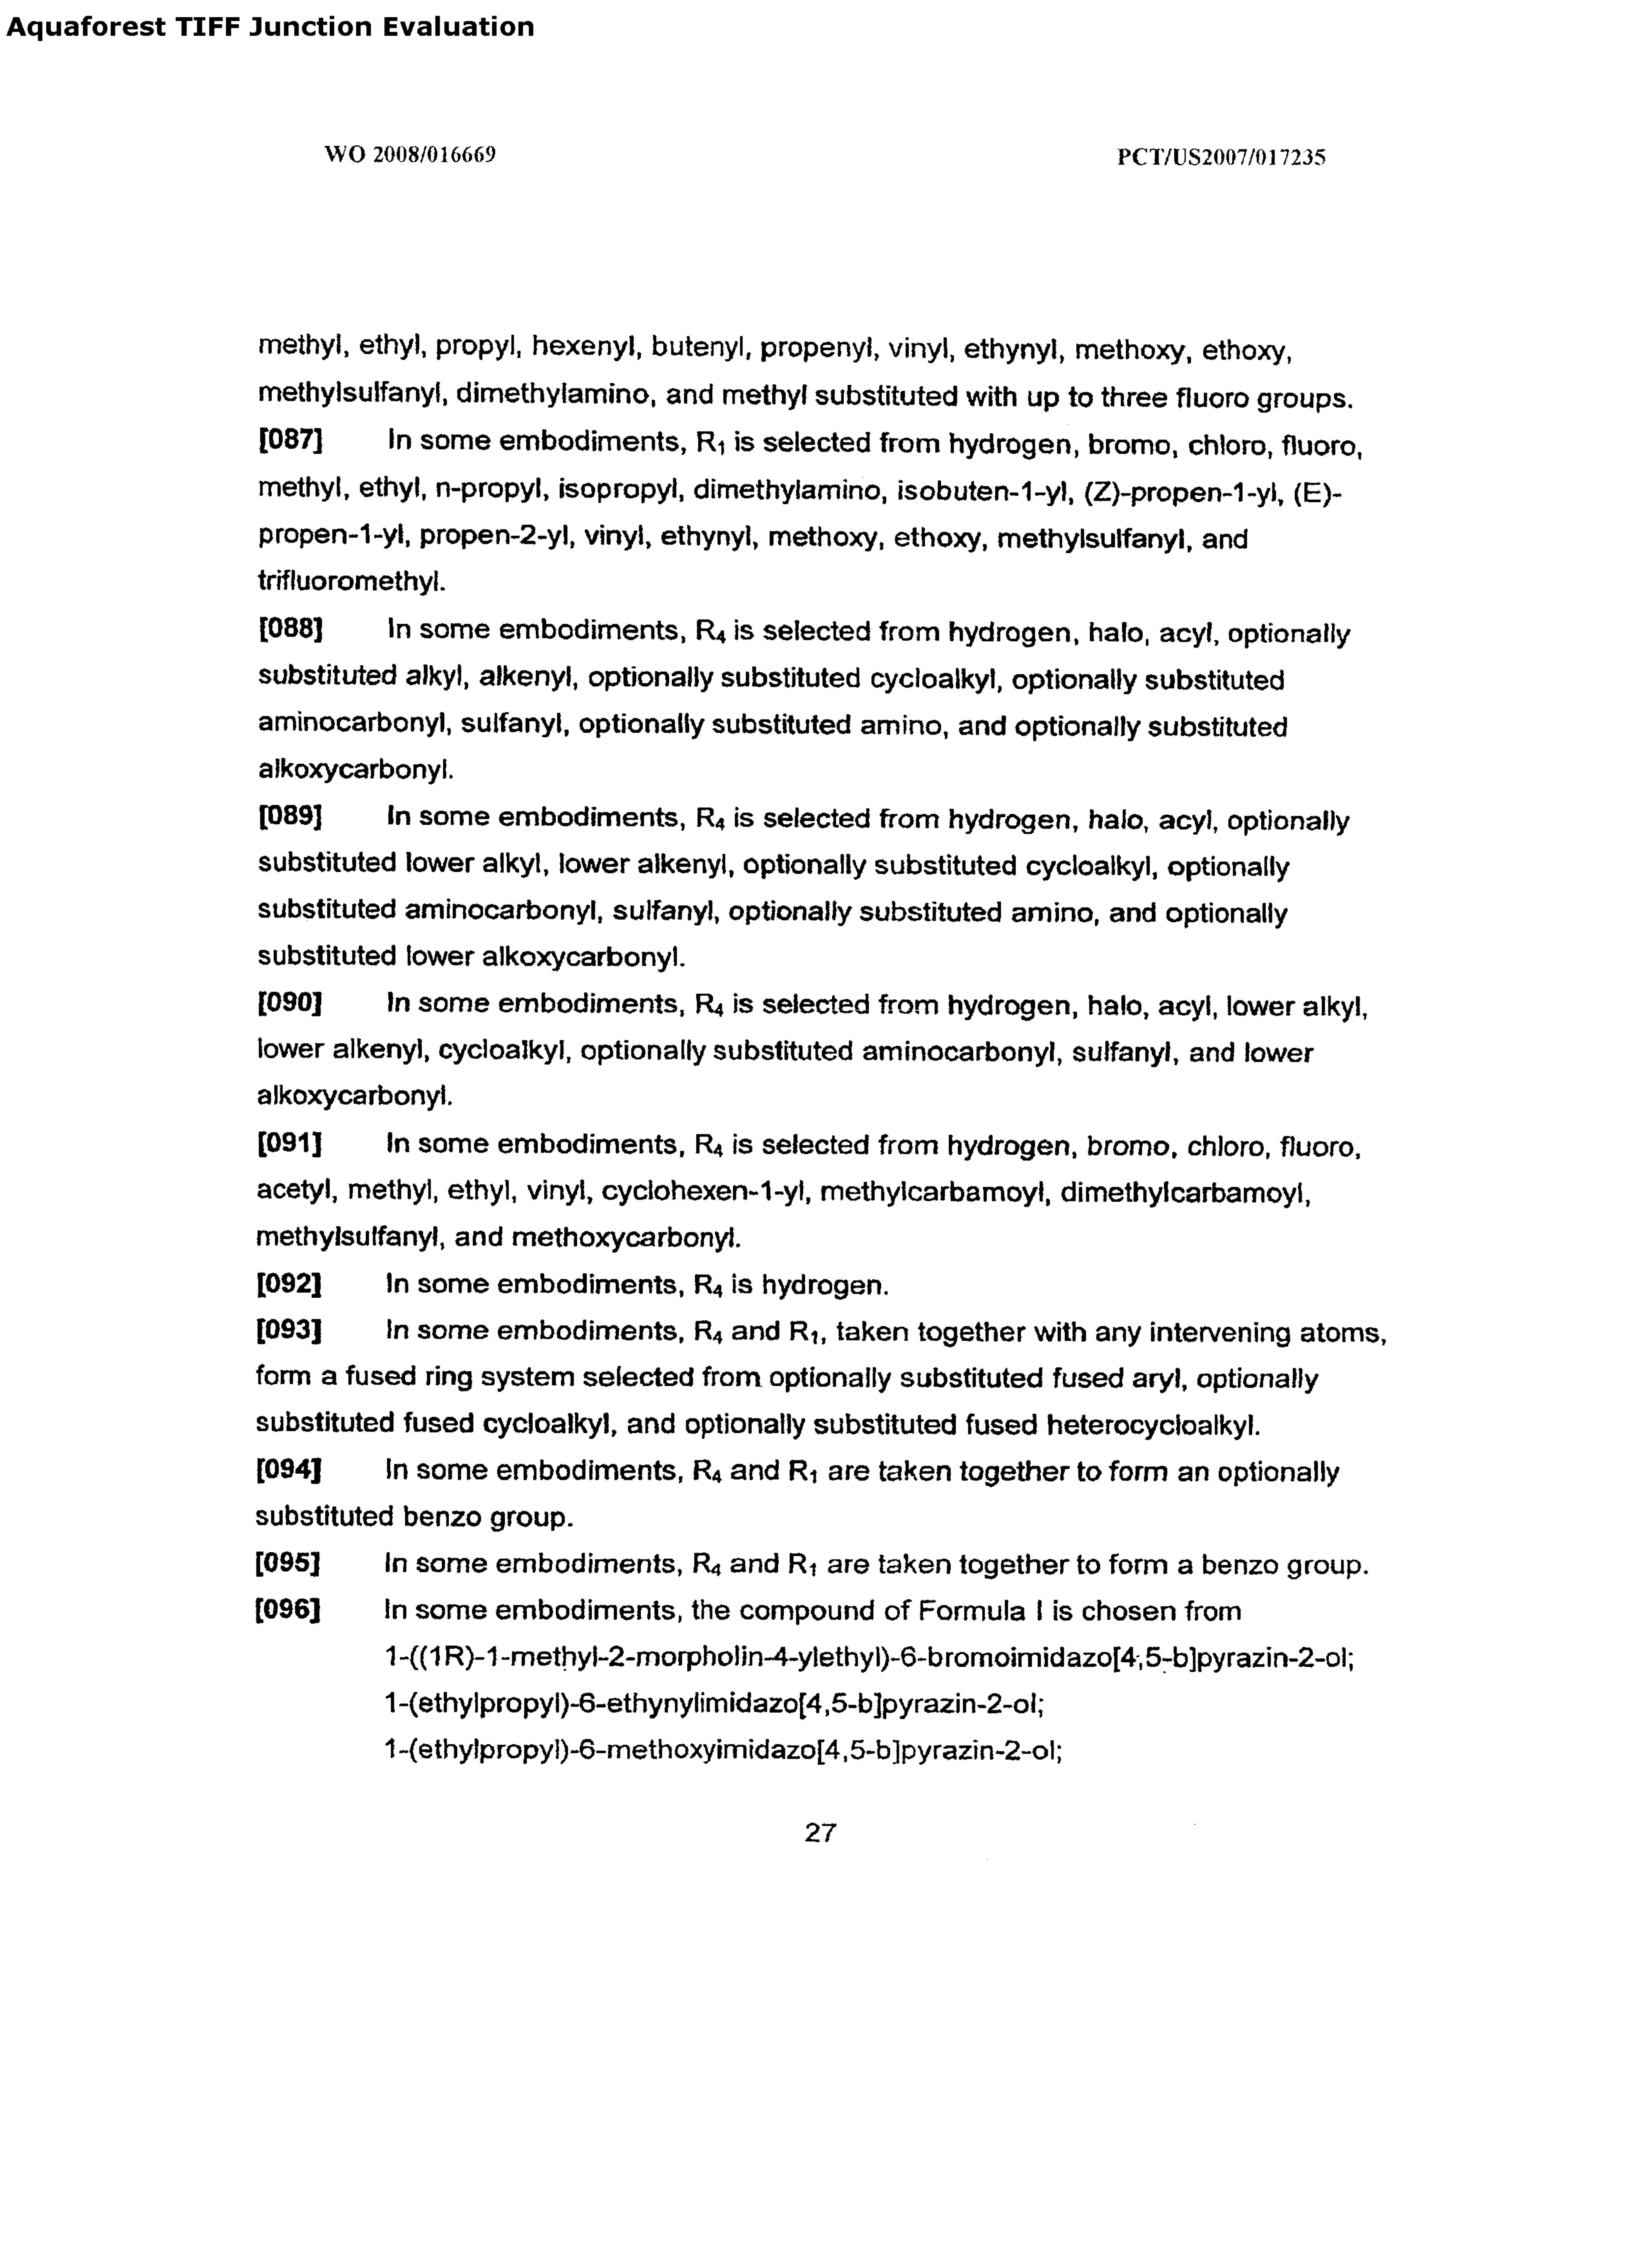 Aquaforest TIFF Junction Evaluation
WO 2008/016669 PCT/US2007/017235
methyl, ethyl, propyl, hexenyl, butenyl, propenyl, vinyl, ethynyl, methoxy, ethoxy,
methylsulfanyl, dimethylamino, and methyl substituted with up to three fluoro groups.
[087] In some embodiments, R1 is selected from hydrogen, bromo, chloro, fluoro,
methyl, ethyl, n-propyl, isopropyl, dimethylamino, isobuten-1-yl, (Z)-propen-1-yl, (E)-
propen-1-yl, propen-2-yl, vinyl, ethynyl, methoxy, ethoxy, methylsulfanyl, and
trifluoromethyl.
[088] In some embodiments, R4 is selected from hydrogen, halo, acyl, optionally
substituted alkyl, alkenyl, optionally substituted cycloalkyl, optionally substituted
aminocarbonyl, sulfanyl, optionally substituted amino, and optionally substituted
alkoxycarbonyl.
[089] In some embodiments, R4 is selected from hydrogen, halo, acyl, optionally
substituted lower alkyl, lower alkenyl, optionally substituted cycloalkyl, optionally
substituted aminocarbonyl, sulfanyl, optionally substituted amino, and optionally
substituted lower alkoxycarbonyl.
[090] In some embodiments, R4 is selected from hydrogen, halo, acyl, lower alkyl,
lower alkenyl, cycloalkyl, optionally substituted aminocarbonyl, sulfanyl, and lower
alkoxycarbonyl.
[091] In some embodiments, R4 is selected from hydrogen, bromo, chloro, fluoro,
acetyl, methyl, ethyl, vinyl, cyclohexen-1-yl, methylcarbamoyl, dimethylcarbamoyl,
methylsulfanyl, and methoxycarbonyl.
[092] In some embodiments, R4 is hydrogen.
[093] In some embodiments, R4 and R1, taken together with any intervening atoms,
form a fused ring system selected from optionally substituted fused aryl, optionally
substituted fused cycloalkyl, and optionally substituted fused heterocycloalkyl.
[094] In some embodiments, R4 and R1 are taken together to form an optionally
substituted benzo group.
[095] In some embodiments, R4 and R1 are taken together to form a benzo group.
[096] In some embodiments, the compound of Formula I is chosen from
1-((1R)-1-methyl-2-morpholin-4-ylethyl)-6-bromoimidazo[4,5-b]pyrazin-2-ol;
1-(ethylpropyl)-6-ethynylimidazo[4,5-b]pyrazin-2-ol;
1-(ethylpropyl)-6-methoxyimidazo[4,5-b]pyrazin-2-ol;
27